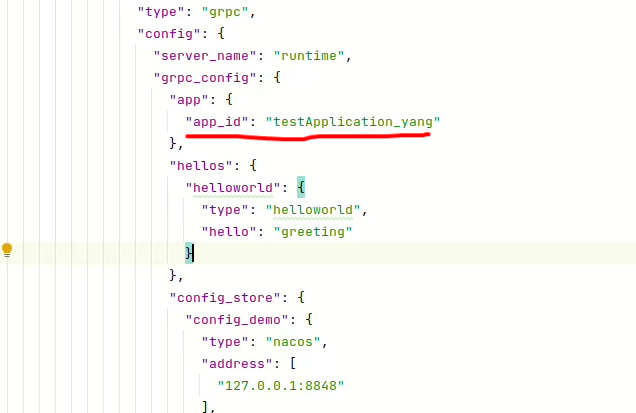 "type": "grpc",
"config": {
"server_name": "runtime",
"grpc_config": {
"app": {
"app_id": "testApplication_yang"
},
"hellos": {
"helloworld": {
"type": "helloworld",
"hello": "greeting"
}
},
"config_store": {
"config_demo": {
"type": "nacos",
"address": [
"127.0.0.1:8848"
],